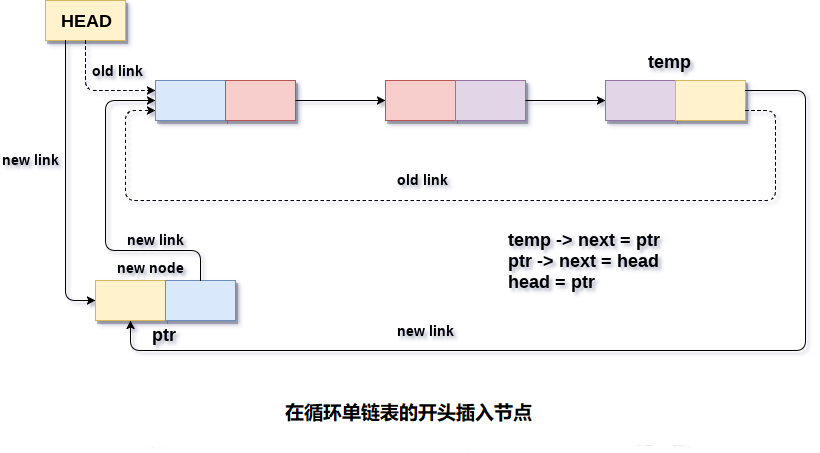 HEAD
old link
temp
new link
old link
new link
new node
temp -> next = ptr
ptr -> next = head
head = ptr
ptr
new link
在循环单链表的开头插入节点